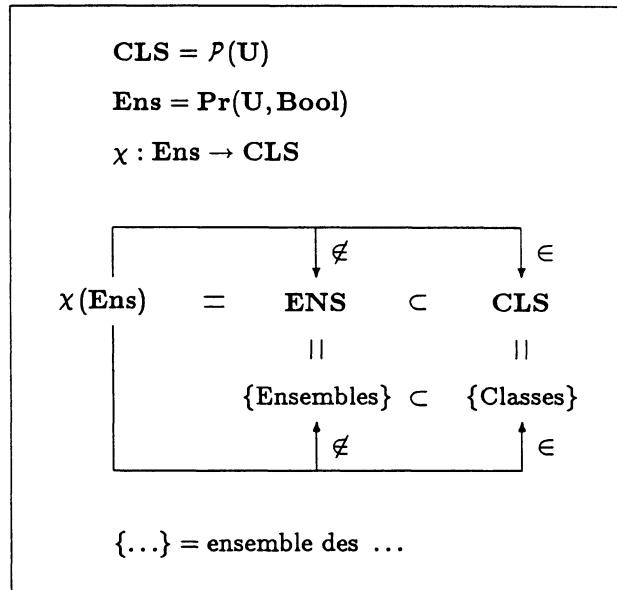 CLS = 𝒫(U)
Ens = Pr(U, Bool)
χ : Ens → CLS
∉ ∈
χ(Ens) = ENS ⊂ CLS
|| ||
{Ensembles} ⊂ {Classes}
∉ ∈
{...} = ensemble des ...